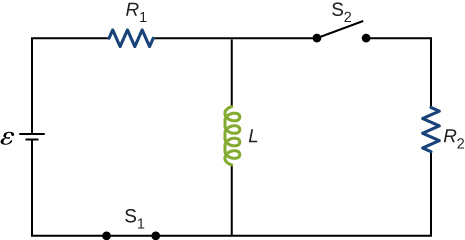 R₁
S₂
ε
L
R₂
S₁